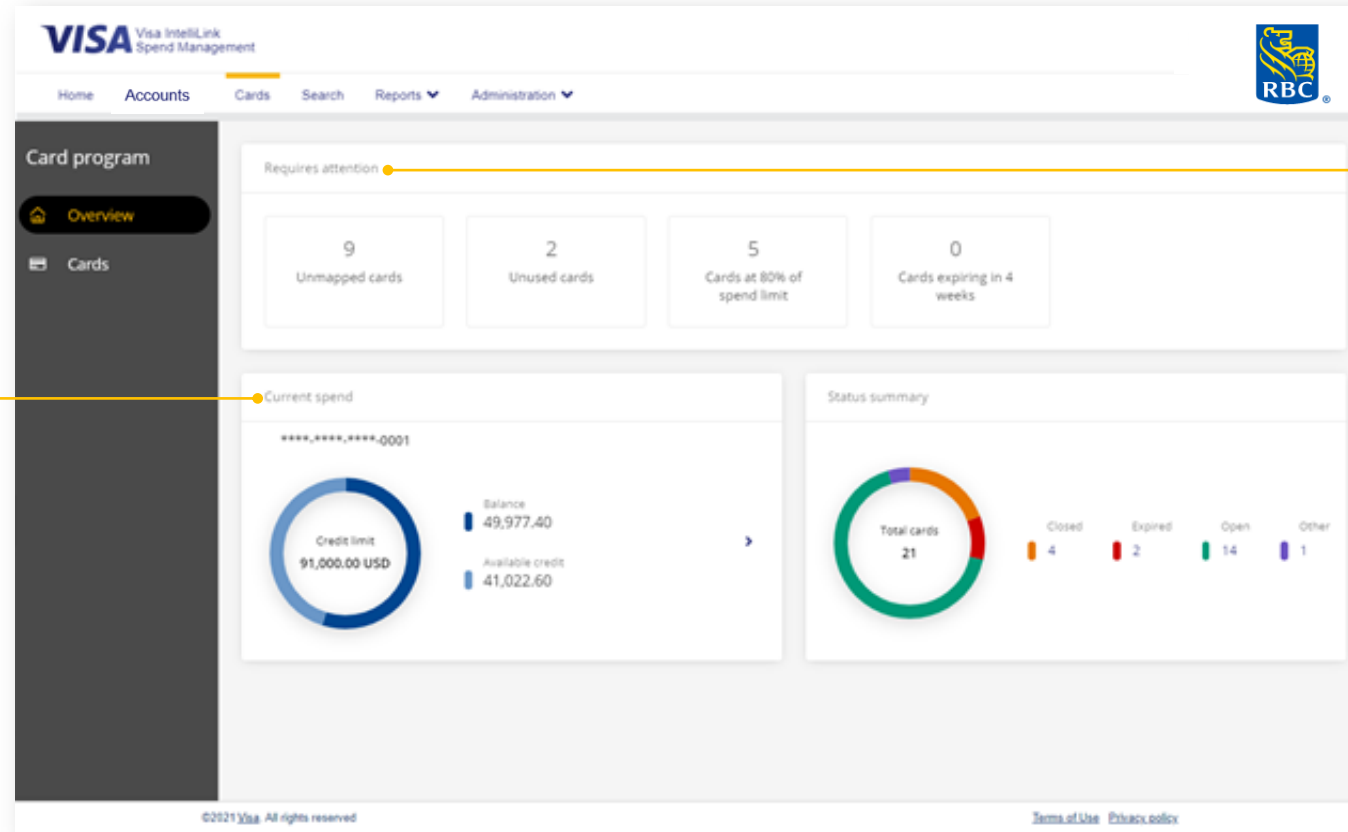 VISA Visa IntelliLink
Spend Management
RBC ®
Home Accounts Cards Search Reports Administration
Card program
Overview
Cards
Requires attention
9
Unmapped cards
2
Unused cards
5
Cards at 80% of
spend limit
0
Cards expiring in 4
weeks
Current spend
****-****-****-0001
Credit limit
91,000.00 USD
Balance
49,977.40
Available credit
41,022.60
Status summary
Total cards
21
Closed
4
Expired
2
Open
14
Other
1
©2021 Visa. All rights reserved
Terms of Use Privacy policy